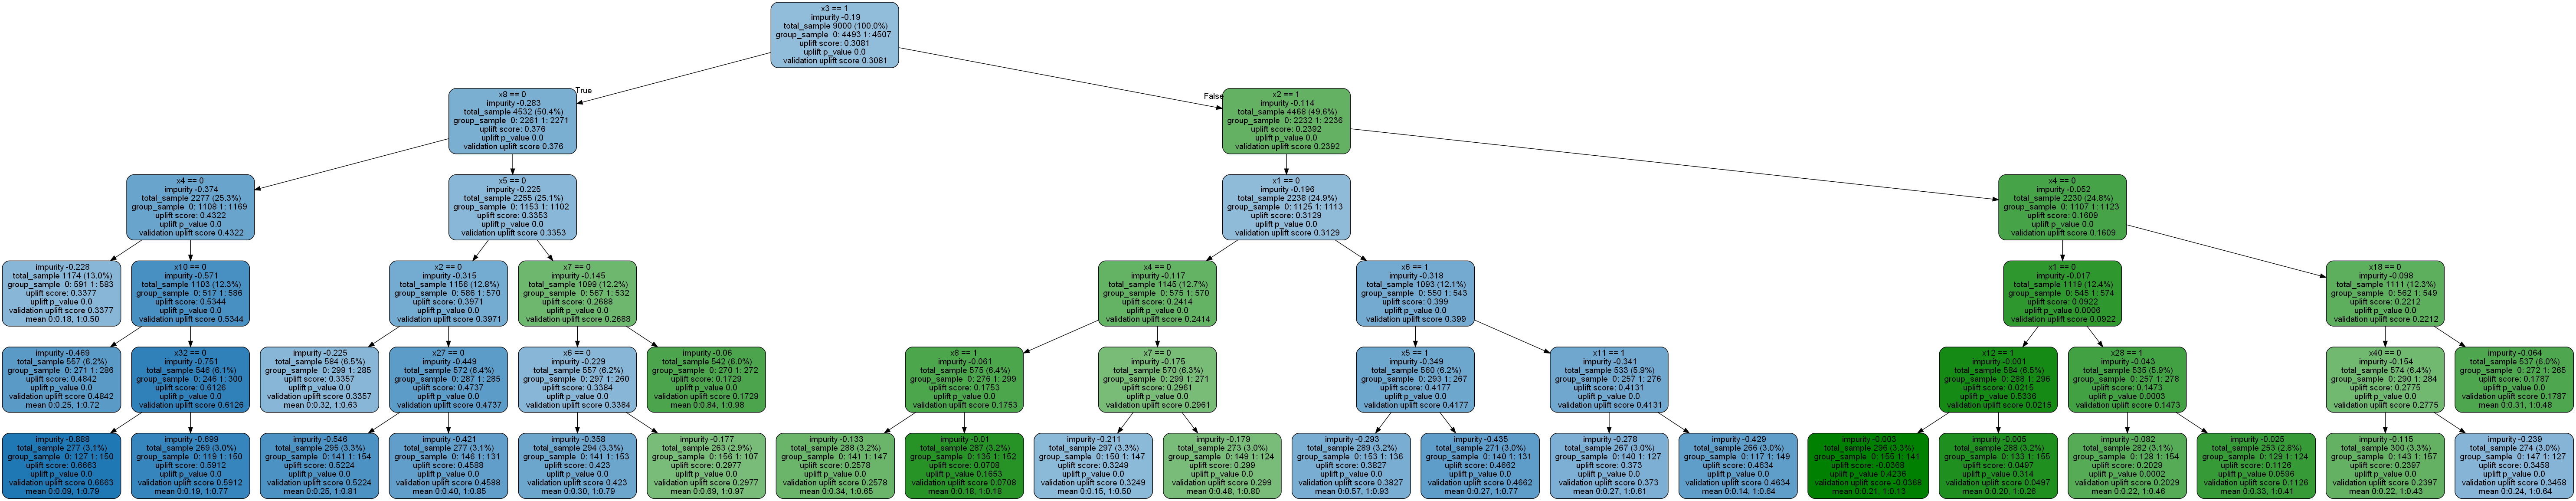 x3 == 1
impurity -0.19
total_sample 9000 (100.0%)
group_sample 0: 4493 1: 4507
uplift score: 0.3081
uplift p_value 0.0
validation uplift score 0.3081
True
False
x8 == 0
impurity -0.283
total_sample 4532 (50.4%)
group_sample 0: 2261 1: 2271
uplift score: 0.376
uplift p_value 0.0
validation uplift score 0.376
x2 == 1
impurity -0.114
total_sample 4468 (49.6%)
group_sample 0: 2232 1: 2236
uplift score: 0.2392
uplift p_value 0.0
validation uplift score 0.2392
x4 == 0
impurity -0.374
total_sample 2277 (25.3%)
group_sample 0: 1108 1: 1169
uplift score: 0.4322
uplift p_value 0.0
validation uplift score 0.4322
x5 == 0
impurity -0.225
total_sample 2255 (25.1%)
group_sample 0: 1153 1: 1102
uplift score: 0.3353
uplift p_value 0.0
validation uplift score 0.3353
x1 == 0
impurity -0.196
total_sample 2238 (24.9%)
group_sample 0: 1125 1: 1113
uplift score: 0.3129
uplift p_value 0.0
validation uplift score 0.3129
x4 == 0
impurity -0.052
total_sample 2230 (24.8%)
group_sample 0: 1107 1: 1123
uplift score: 0.1609
uplift p_value 0.0
validation uplift score 0.1609
impurity -0.228
total_sample 1174 (13.0%)
group_sample 0: 591 1: 583
uplift score: 0.3377
uplift p_value 0.0
validation uplift score 0.3377
mean 0:0.18, 1:0.50
x10 == 0
impurity -0.571
total_sample 1103 (12.3%)
group_sample 0: 517 1: 586
uplift score: 0.5344
uplift p_value 0.0
validation uplift score 0.5344
x2 == 0
impurity -0.315
total_sample 1156 (12.8%)
group_sample 0: 586 1: 570
uplift score: 0.3971
uplift p_value 0.0
validation uplift score 0.3971
x7 == 0
impurity -0.145
total_sample 1099 (12.2%)
group_sample 0: 567 1: 532
uplift score: 0.2688
uplift p_value 0.0
validation uplift score 0.2688
x4 == 0
impurity -0.117
total_sample 1145 (12.7%)
group_sample 0: 575 1: 570
uplift score: 0.2414
uplift p_value 0.0
validation uplift score 0.2414
x6 == 1
impurity -0.318
total_sample 1093 (12.1%)
group_sample 0: 550 1: 543
uplift score: 0.399
uplift p_value 0.0
validation uplift score 0.399
x1 == 0
impurity -0.017
total_sample 1119 (12.4%)
group_sample 0: 545 1: 574
uplift score: 0.0922
uplift p_value 0.0006
validation uplift score 0.0922
x18 == 0
impurity -0.098
total_sample 1111 (12.3%)
group_sample 0: 562 1: 549
uplift score: 0.2212
uplift p_value 0.0
validation uplift score 0.2212
impurity -0.469
total_sample 557 (6.2%)
group_sample 0: 271 1: 286
uplift score: 0.4842
uplift p_value 0.0
validation uplift score 0.4842
mean 0:0.25, 1:0.72
x32 == 0
impurity -0.751
total_sample 546 (6.1%)
group_sample 0: 246 1: 300
uplift score: 0.6126
uplift p_value 0.0
validation uplift score 0.6126
impurity -0.225
total_sample 584 (6.5%)
group_sample 0: 299 1: 285
uplift score: 0.3357
uplift p_value 0.0
validation uplift score 0.3357
mean 0:0.32, 1:0.63
x27 == 0
impurity -0.449
total_sample 572 (6.4%)
group_sample 0: 287 1: 285
uplift score: 0.4737
uplift p_value 0.0
validation uplift score 0.4737
x6 == 0
impurity -0.229
total_sample 557 (6.2%)
group_sample 0: 297 1: 260
uplift score: 0.3384
uplift p_value 0.0
validation uplift score 0.3384
impurity -0.06
total_sample 542 (6.0%)
group_sample 0: 270 1: 272
uplift score: 0.1729
uplift p_value 0.0
validation uplift score 0.1729
mean 0:0.84, 1:0.98
x8 == 1
impurity -0.061
total_sample 575 (6.4%)
group_sample 0: 276 1: 299
uplift score: 0.1753
uplift p_value 0.0
validation uplift score 0.1753
x7 == 0
impurity -0.175
total_sample 570 (6.3%)
group_sample 0: 299 1: 271
uplift score: 0.2961
uplift p_value 0.0
validation uplift score 0.2961
x5 == 1
impurity -0.349
total_sample 560 (6.2%)
group_sample 0: 293 1: 267
uplift score: 0.4177
uplift p_value 0.0
validation uplift score 0.4177
x11 == 1
impurity -0.341
total_sample 533 (5.9%)
group_sample 0: 257 1: 276
uplift score: 0.4131
uplift p_value 0.0
validation uplift score 0.4131
x12 == 1
impurity -0.001
total_sample 584 (6.5%)
group_sample 0: 288 1: 296
uplift score: 0.0215
uplift p_value 0.5336
validation uplift score 0.0215
x28 == 1
impurity -0.043
total_sample 535 (5.9%)
group_sample 0: 257 1: 278
uplift score: 0.1473
uplift p_value 0.0003
validation uplift score 0.1473
x40 == 0
impurity -0.154
total_sample 574 (6.4%)
group_sample 0: 290 1: 284
uplift score: 0.2775
uplift p_value 0.0
validation uplift score 0.2775
impurity -0.064
total_sample 537 (6.0%)
group_sample 0: 272 1: 265
uplift score: 0.1787
uplift p_value 0.0
validation uplift score 0.1787
mean 0:0.31, 1:0.48
impurity -0.888
total_sample 277 (3.1%)
group_sample 0: 127 1: 150
uplift score: 0.6663
uplift p_value 0.0
validation uplift score 0.6663
mean 0:0.09, 1:0.79
impurity -0.699
total_sample 269 (3.0%)
group_sample 0: 119 1: 150
uplift score: 0.5912
uplift p_value 0.0
validation uplift score 0.5912
mean 0:0.19, 1:0.77
impurity -0.546
total_sample 295 (3.3%)
group_sample 0: 141 1: 154
uplift score: 0.5224
uplift p_value 0.0
validation uplift score 0.5224
mean 0:0.25, 1:0.81
impurity -0.421
total_sample 277 (3.1%)
group_sample 0: 146 1: 131
uplift score: 0.4588
uplift p_value 0.0
validation uplift score 0.4588
mean 0:0.40, 1:0.85
impurity -0.358
total_sample 294 (3.3%)
group_sample 0: 141 1: 153
uplift score: 0.423
uplift p_value 0.0
validation uplift score 0.423
mean 0:0.30, 1:0.79
impurity -0.177
total_sample 263 (2.9%)
group_sample 0: 156 1: 107
uplift score: 0.2977
uplift p_value 0.0
validation uplift score 0.2977
mean 0:0.69, 1:0.97
impurity -0.133
total_sample 288 (3.2%)
group_sample 0: 141 1: 147
uplift score: 0.2578
uplift p_value 0.0
validation uplift score 0.2578
mean 0:0.34, 1:0.65
impurity -0.01
total_sample 287 (3.2%)
group_sample 0: 135 1: 152
uplift score: 0.0708
uplift p_value 0.1653
validation uplift score 0.0708
mean 0:0.18, 1:0.18
impurity -0.211
total_sample 297 (3.3%)
group_sample 0: 150 1: 147
uplift score: 0.3249
uplift p_value 0.0
validation uplift score 0.3249
mean 0:0.15, 1:0.50
impurity -0.179
total_sample 273 (3.0%)
group_sample 0: 149 1: 124
uplift score: 0.299
uplift p_value 0.0
validation uplift score 0.299
mean 0:0.48, 1:0.80
impurity -0.293
total_sample 289 (3.2%)
group_sample 0: 153 1: 136
uplift score: 0.3827
uplift p_value 0.0
validation uplift score 0.3827
mean 0:0.57, 1:0.93
impurity -0.435
total_sample 271 (3.0%)
group_sample 0: 140 1: 131
uplift score: 0.4662
uplift p_value 0.0
validation uplift score 0.4662
mean 0:0.27, 1:0.77
impurity -0.278
total_sample 267 (3.0%)
group_sample 0: 140 1: 127
uplift score: 0.373
uplift p_value 0.0
validation uplift score 0.373
mean 0:0.27, 1:0.61
impurity -0.429
total_sample 266 (3.0%)
group_sample 0: 117 1: 149
uplift score: 0.4634
uplift p_value 0.0
validation uplift score 0.4634
mean 0:0.14, 1:0.64
impurity -0.003
total_sample 296 (3.3%)
group_sample 0: 155 1: 141
uplift score: -0.0368
uplift p_value 0.4236
validation uplift score -0.0368
mean 0:0.21, 1:0.13
impurity -0.005
total_sample 288 (3.2%)
group_sample 0: 133 1: 155
uplift score: 0.0497
uplift p_value 0.314
validation uplift score 0.0497
mean 0:0.20, 1:0.26
impurity -0.082
total_sample 282 (3.1%)
group_sample 0: 128 1: 154
uplift score: 0.2029
uplift p_value 0.0002
validation uplift score 0.2029
mean 0:0.22, 1:0.46
impurity -0.025
total_sample 253 (2.8%)
group_sample 0: 129 1: 124
uplift score: 0.1126
uplift p_value 0.0596
validation uplift score 0.1126
mean 0:0.33, 1:0.41
impurity -0.115
total_sample 300 (3.3%)
group_sample 0: 143 1: 157
uplift score: 0.2397
uplift p_value 0.0
validation uplift score 0.2397
mean 0:0.22, 1:0.43
impurity -0.239
total_sample 274 (3.0%)
group_sample 0: 147 1: 127
uplift score: 0.3458
uplift p_value 0.0
validation uplift score 0.3458
mean 0:0.24, 1:0.64